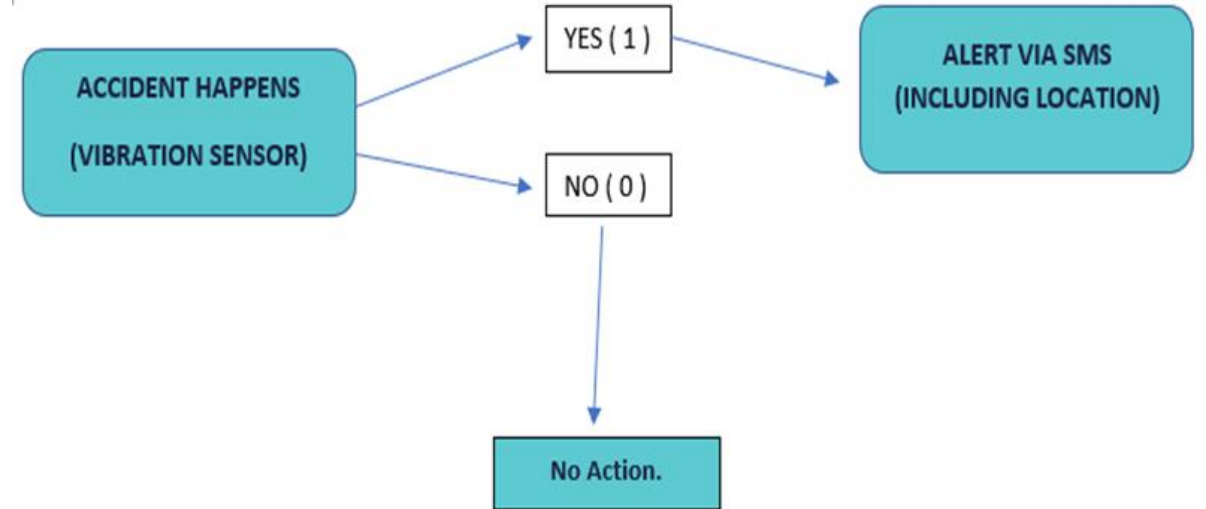 ACCIDENT HAPPENS
(VIBRATION SENSOR)
YES ( 1 )
ALERT VIA SMS
(INCLUDING LOCATION)
NO ( 0 )
No Action.